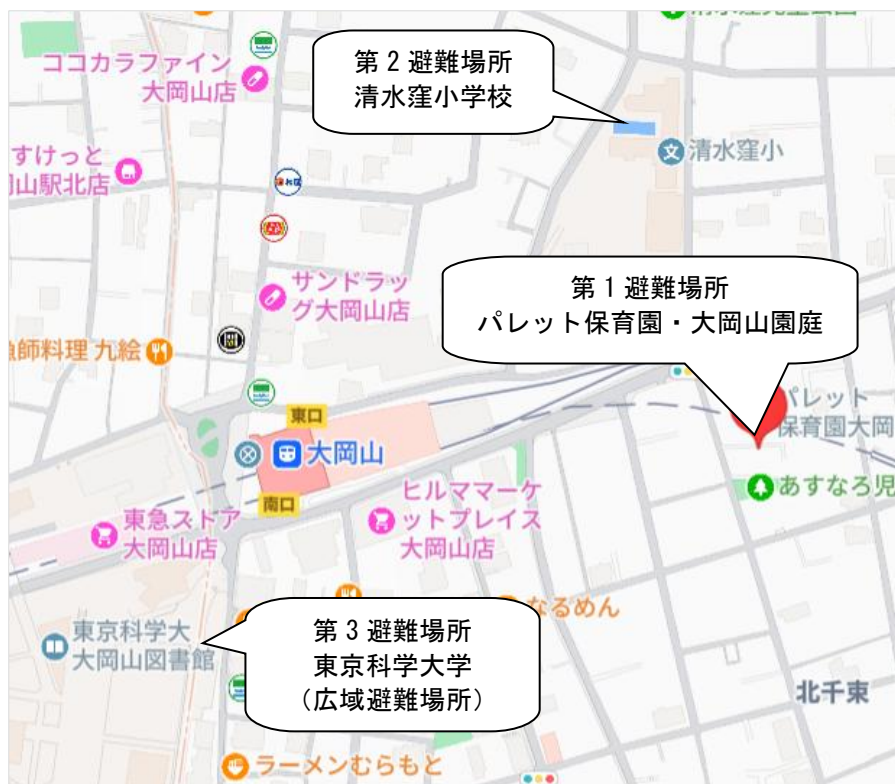 ココカラファイン
大岡山店
第2避難場所
清水窪小学校
清水窪小
すけっと
岡山駅北店
サンドラッ
グ大岡山店
第1避難場所
パレット保育園・大岡山園庭
漁師料理 九絵
東口
大岡山
南口
パレット
保育園大岡
あすなろ児
東急ストア
大岡山店
ヒルママーケ
ットプレイス
大岡山店
なるめん
東京科学大
大岡山図書館
第3避難場所
東京科学大学
（広域避難場所）
北千束
ラーメンむらもと